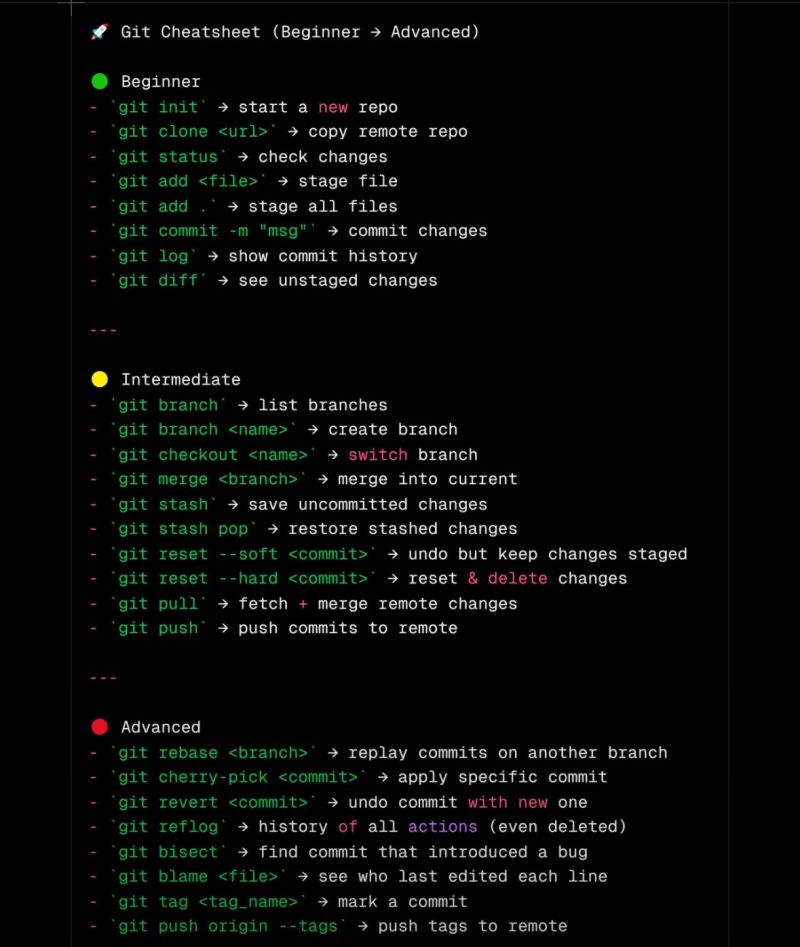 🚀 Git Cheatsheet (Beginner → Advanced)
🟢 Beginner
- `git init` → start a new repo
- `git clone <url>` → copy remote repo
- `git status` → check changes
- `git add <file>` → stage file
- `git add .` → stage all files
- `git commit -m "msg"` → commit changes
- `git log` → show commit history
- `git diff` → see unstaged changes
---
🟡 Intermediate
- `git branch` → list branches
- `git branch <name>` → create branch
- `git checkout <name>` → switch branch
- `git merge <branch>` → merge into current
- `git stash` → save uncommitted changes
- `git stash pop` → restore stashed changes
- `git reset --soft <commit>` → undo but keep changes staged
- `git reset --hard <commit>` → reset & delete changes
- `git pull` → fetch + merge remote changes
- `git push` → push commits to remote
---
🔴 Advanced
- `git rebase <branch>` → replay commits on another branch
- `git cherry-pick <commit>` → apply specific commit
- `git revert <commit>` → undo commit with new one
- `git reflog` → history of all actions (even deleted)
- `git bisect` → find commit that introduced a bug
- `git blame <file>` → see who last edited each line
- `git tag <tag_name>` → mark a commit
- `git push origin --tags` → push tags to remote